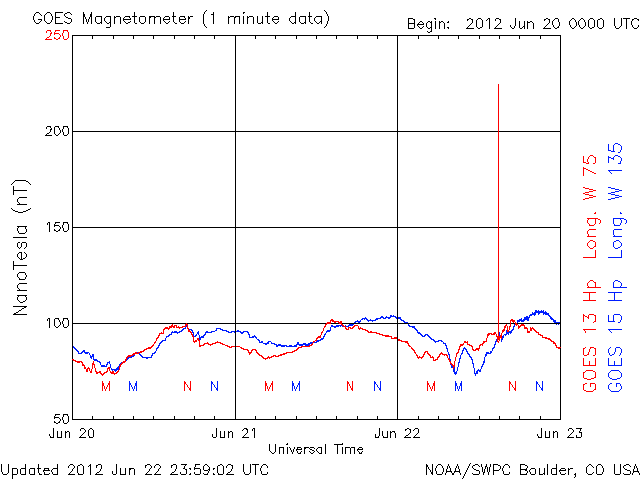 GOES Magnetometer (1 minute data)
Begin: 2012 Jun 20 0000 UTC
250
200
150
100
50
NanoTesla (nT)
GOES 13 Hp Long. W 75
GOES 15 Hp Long. W 135
M M N N M M N N M M N N
Jun 20 Jun 21 Jun 22 Jun 23
Universal Time
Updated 2012 Jun 22 23:59:02 UTC
NOAA/SWPC Boulder, CO USA